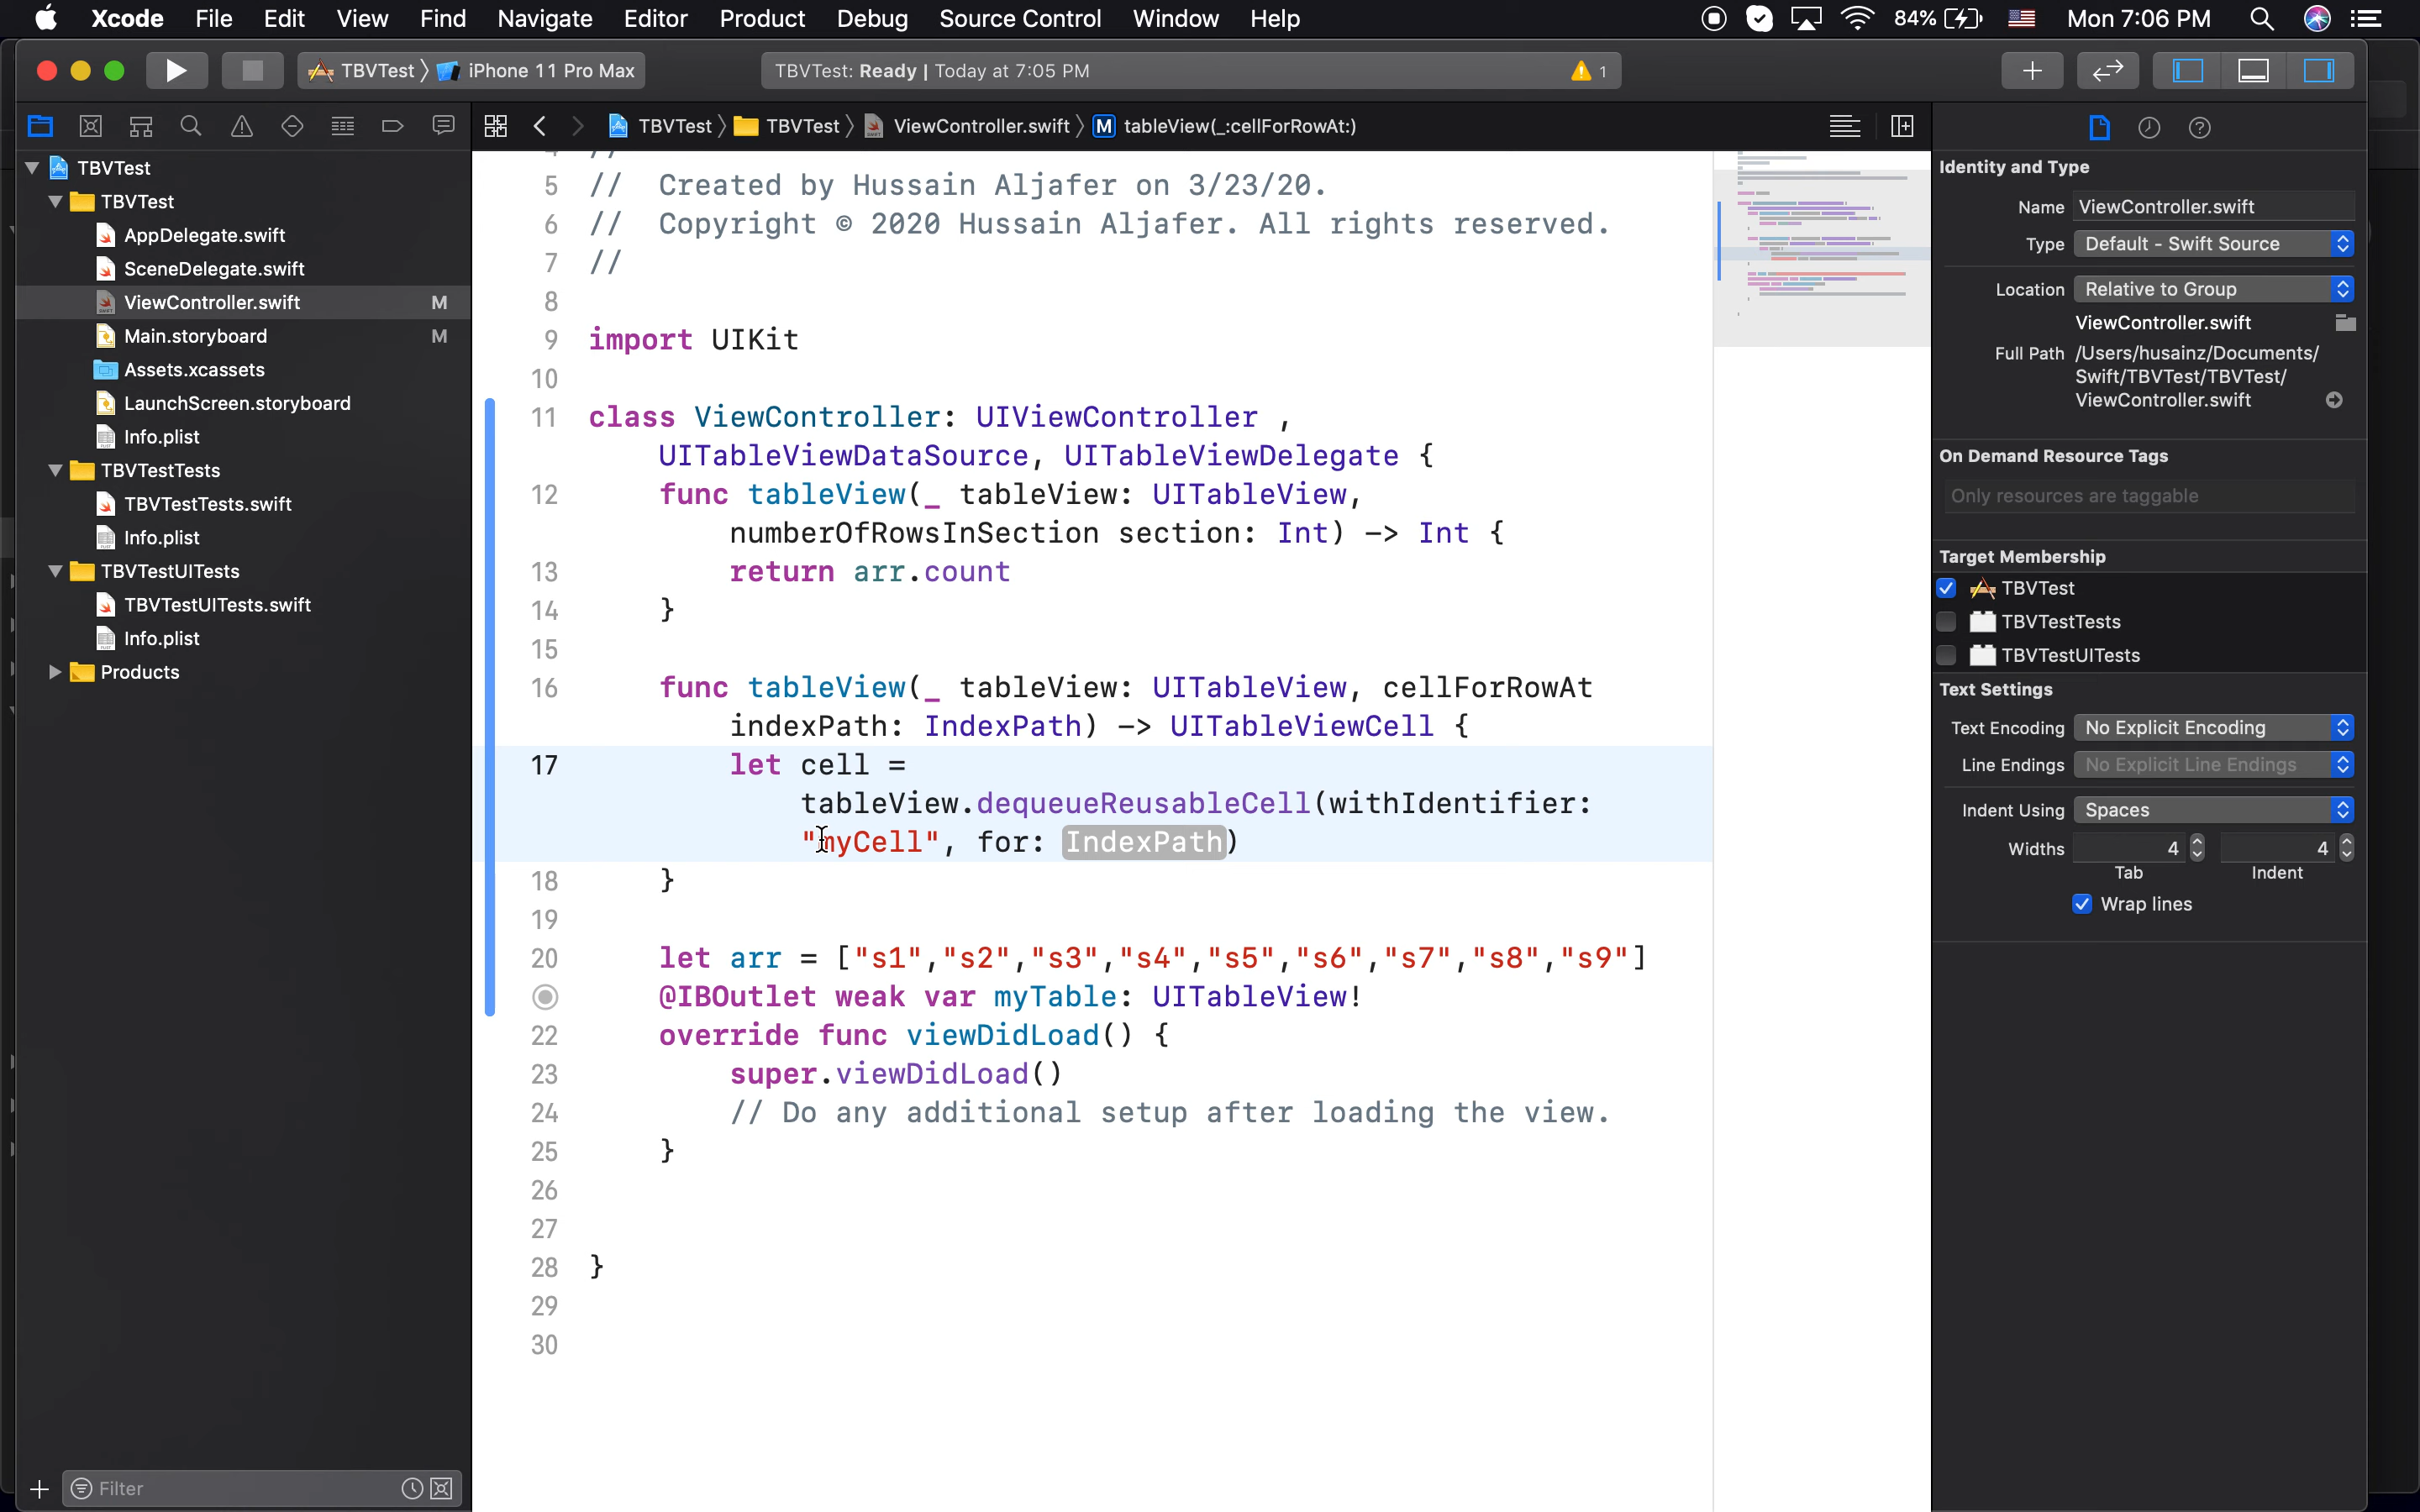 Xcode File Edit View Find Navigate Editor Product Debug Source Control Window Help 84% Mon 7:06 PM
TBVTest iPhone 11 Pro Max TBVTest: Ready | Today at 7:05 PM 1
TBVTest TBVTest ViewController.swift M tableView(_:cellForRowAt:)
TBVTest
TBVTest
AppDelegate.swift
SceneDelegate.swift
ViewController.swift M
Main.storyboard M
Assets.xcassets
LaunchScreen.storyboard
Info.plist
TBVTestTests
TBVTestTests.swift
Info.plist
TBVTestUITests
TBVTestUITests.swift
Info.plist
Products
Filter
5 // Created by Hussain Aljafer on 3/23/20.
6 // Copyright © 2020 Hussain Aljafer. All rights reserved.
7 //
8
9 import UIKit
10
11 class ViewController: UIViewController ,
UITableViewDataSource, UITableViewDelegate {
12 func tableView(_ tableView: UITableView,
numberOfRowsInSection section: Int) -> Int {
13 return arr.count
14 }
15
16 func tableView(_ tableView: UITableView, cellForRowAt
indexPath: IndexPath) -> UITableViewCell {
17 let cell =
tableView.dequeueReusableCell(withIdentifier:
"myCell", for: IndexPath)
18 }
19
20 let arr = ["s1","s2","s3","s4","s5","s6","s7","s8","s9"]
@IBOutlet weak var myTable: UITableView!
22 override func viewDidLoad() {
23 super.viewDidLoad()
24 // Do any additional setup after loading the view.
25 }
26
27
28 }
29
30
Identity and Type
Name ViewController.swift
Type Default - Swift Source
Location Relative to Group
ViewController.swift
Full Path /Users/husainz/Documents/
Swift/TBVTest/TBVTest/
ViewController.swift
On Demand Resource Tags
Only resources are taggable
Target Membership
TBVTest
TBVTestTests
TBVTestUITests
Text Settings
Text Encoding No Explicit Encoding
Line Endings No Explicit Line Endings
Indent Using Spaces
Widths 4 4
Tab Indent
Wrap lines